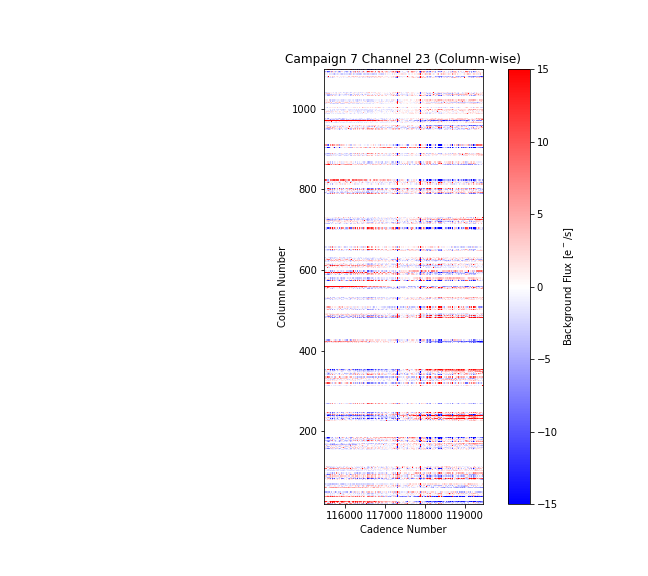 Campaign 7 Channel 23 (Column-wise)
Column Number
1000
800
600
400
200
116000 117000 118000 119000
Cadence Number
15
10
5
0
−5
−10
−15
Background Flux [e⁻/s]